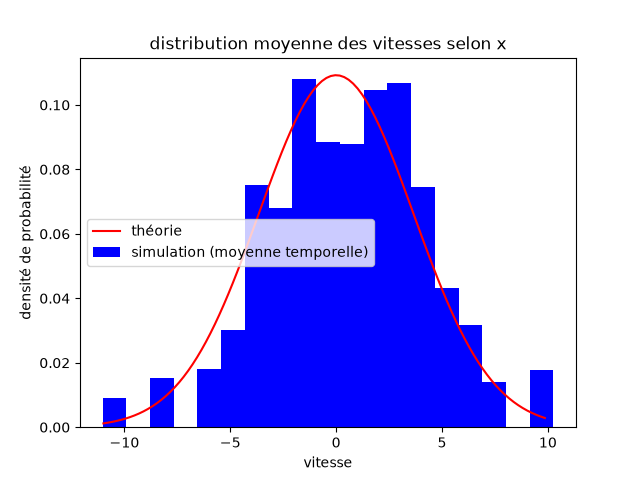 distribution moyenne des vitesses selon x
densité de probabilité
0.10
0.08
0.06
0.04
0.02
0.00
théorie
simulation (moyenne temporelle)
−10
−5
0
5
10
vitesse